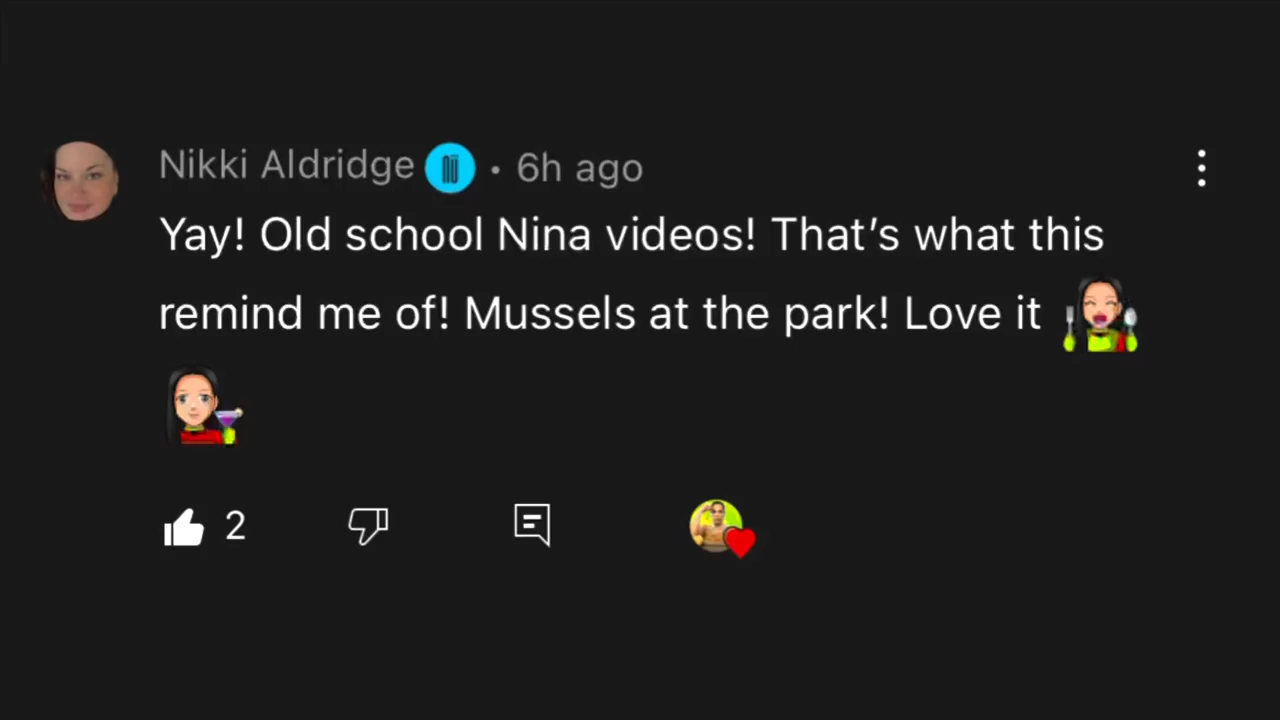 Nikki Aldridge NU • 6h ago
Yay! Old school Nina videos! That’s what this
remind me of! Mussels at the park! Love it
2